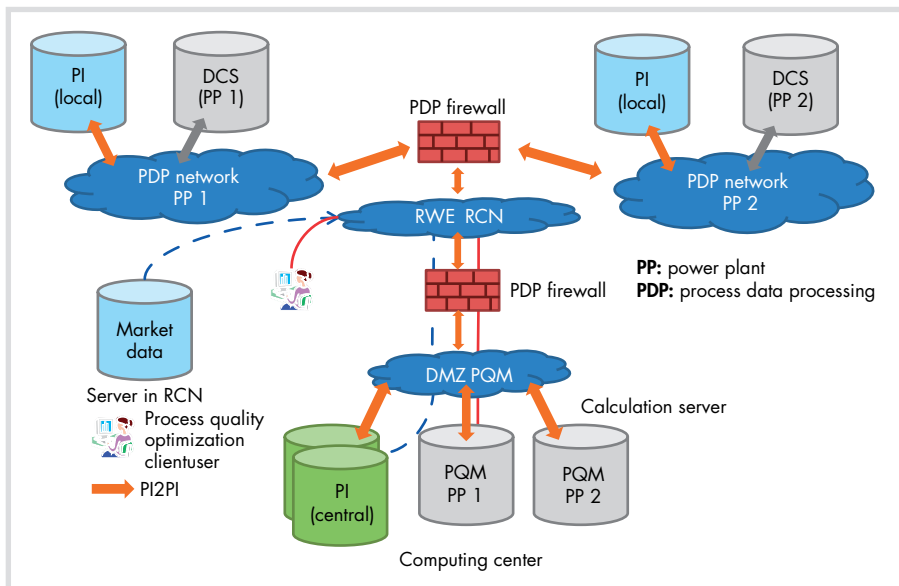 PI
(local)
DCS
(PP 1)
PDP firewall
PI
(local)
DCS
(PP 2)
PDP network
PP 1
PDP network
PP 2
RWE RCN
PP: power plant
PDP: process data processing
PDP firewall
Market
data
DMZ PQM
Server in RCN
Process quality
optimization
clientuser
PI2PI
Calculation server
PI
(central)
PQM
PP 1
PQM
PP 2
Computing center